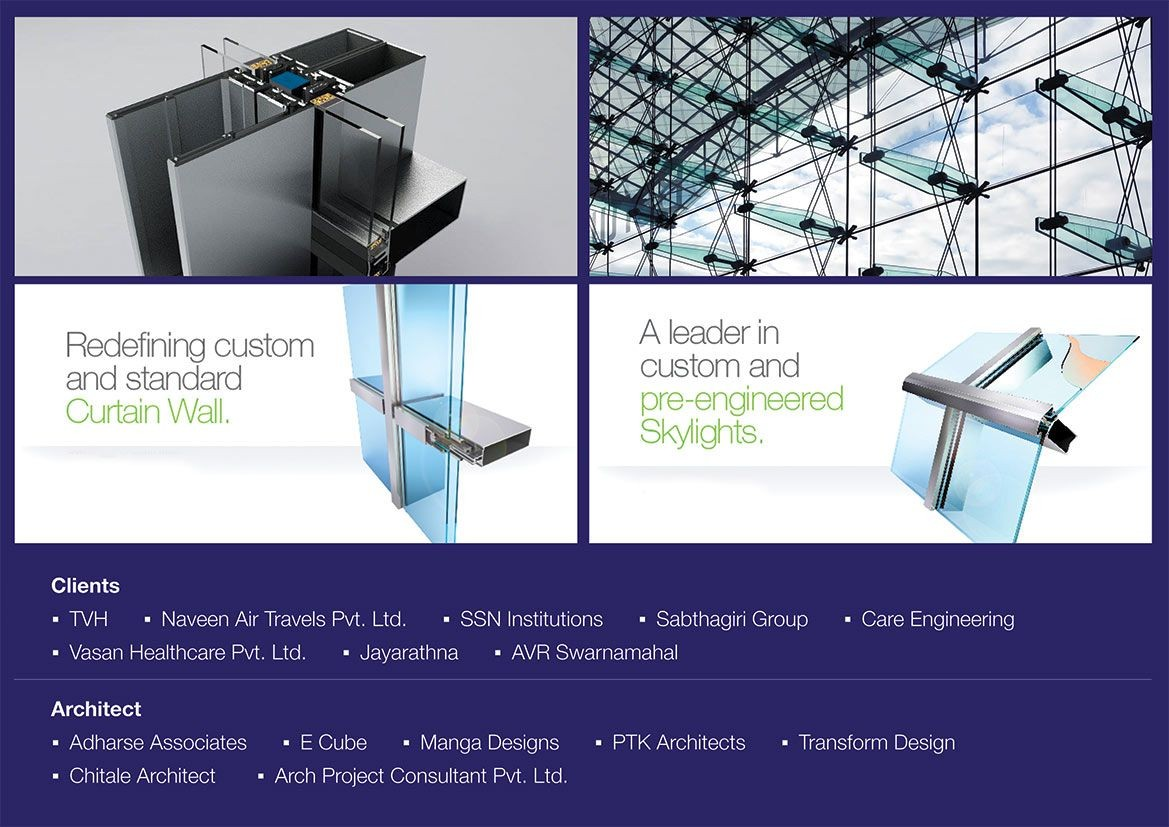 Redefining custom
and standard
Curtain Wall.
A leader in
custom and
pre-engineered
Skylights.
Clients
▪ TVH ▪ Naveen Air Travels Pvt. Ltd. ▪ SSN Institutions ▪ Sabthagiri Group ▪ Care Engineering
▪ Vasan Healthcare Pvt. Ltd. ▪ Jayarathna ▪ AVR Swarnamahal
Architect
▪ Adharse Associates ▪ E Cube ▪ Manga Designs ▪ PTK Architects ▪ Transform Design
▪ Chitale Architect ▪ Arch Project Consultant Pvt. Ltd.